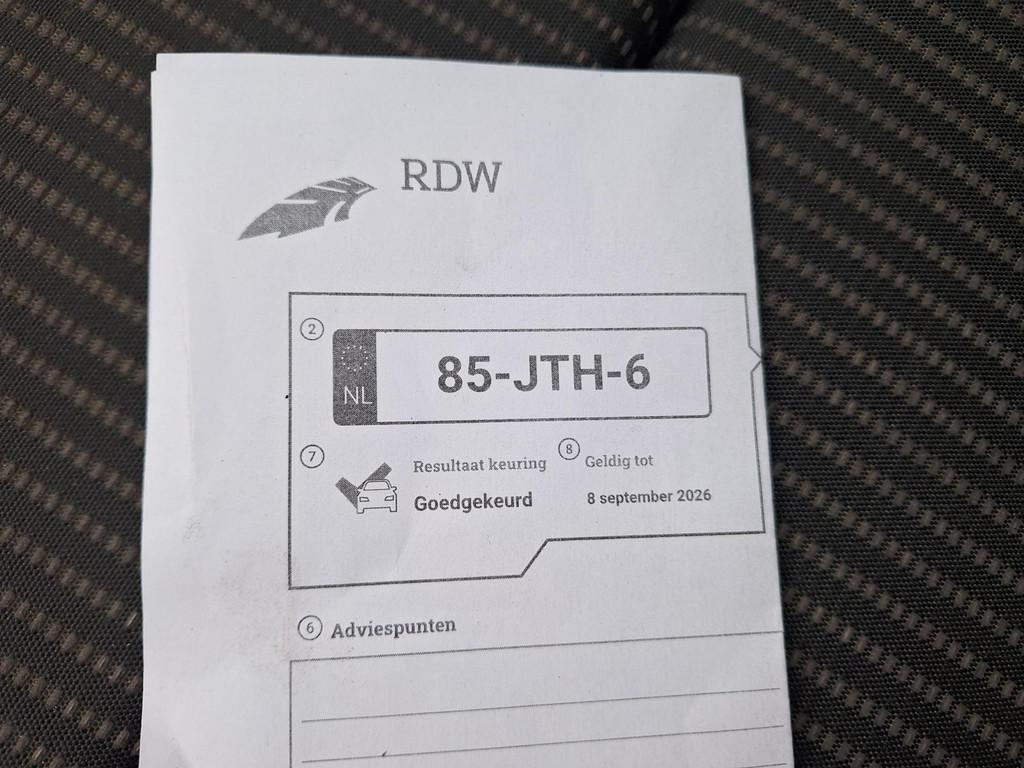 RDW
2
NL
85-JTH-6
7
Resultaat keuring
Goedgekeurd
8
Geldig tot
8 september 2026
6 Adviespunten